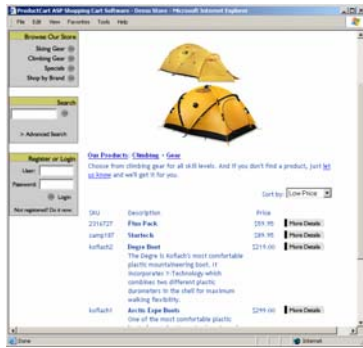 ProductCart ASP Shopping Cart Software - Demo Store - Microsoft Internet Explorer
File Edit View Favorites Tools Help
Browse Our Store
Skiing Gear
Climbing Gear
Specials
Shop by Brand
Search
> Advanced Search
Register or Login
User:
Password:
Login
Not registered? Do it now.
Our Products: Climbing > Gear
Choose from climbing gear for all skill levels. And if you don't find a product, just let
us know and we'll get it for you.
Sort by: Low Price
SKU Description Price
2316727 Flux Pack $59.95 More Details
camp187 Startech $89.95 More Details
koflach2 Degre Boot $219.00 More Details
The Degre is Koflach's most comfortable
plastic mountaineering boot. It
incorporates Y-Technology which
combines two different plastic
durometers in the shell for maximum
walking flexibility.
koflach1 Arctis Expe Boots $299.00 More Details
One of the most comfortable
Done
Internet